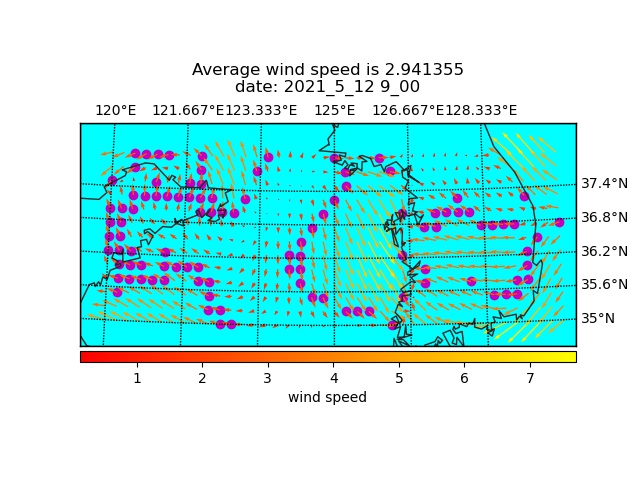 Average wind speed is 2.941355
date: 2021_5_12 9_00
120°E 121.667°E 123.333°E 125°E 126.667°E 128.333°E
37.4°N
36.8°N
36.2°N
35.6°N
35°N
1 2 3 4 5 6 7
wind speed